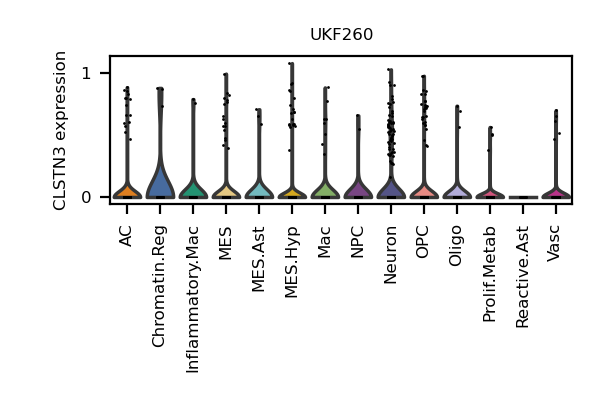 UKF260
CLSTN3 expression
1
0
AC
Chromatin.Reg
Inflammatory.Mac
MES
MES.Ast
MES.Hyp
Mac
NPC
Neuron
OPC
Oligo
Prolif.Metab
Reactive.Ast
Vasc